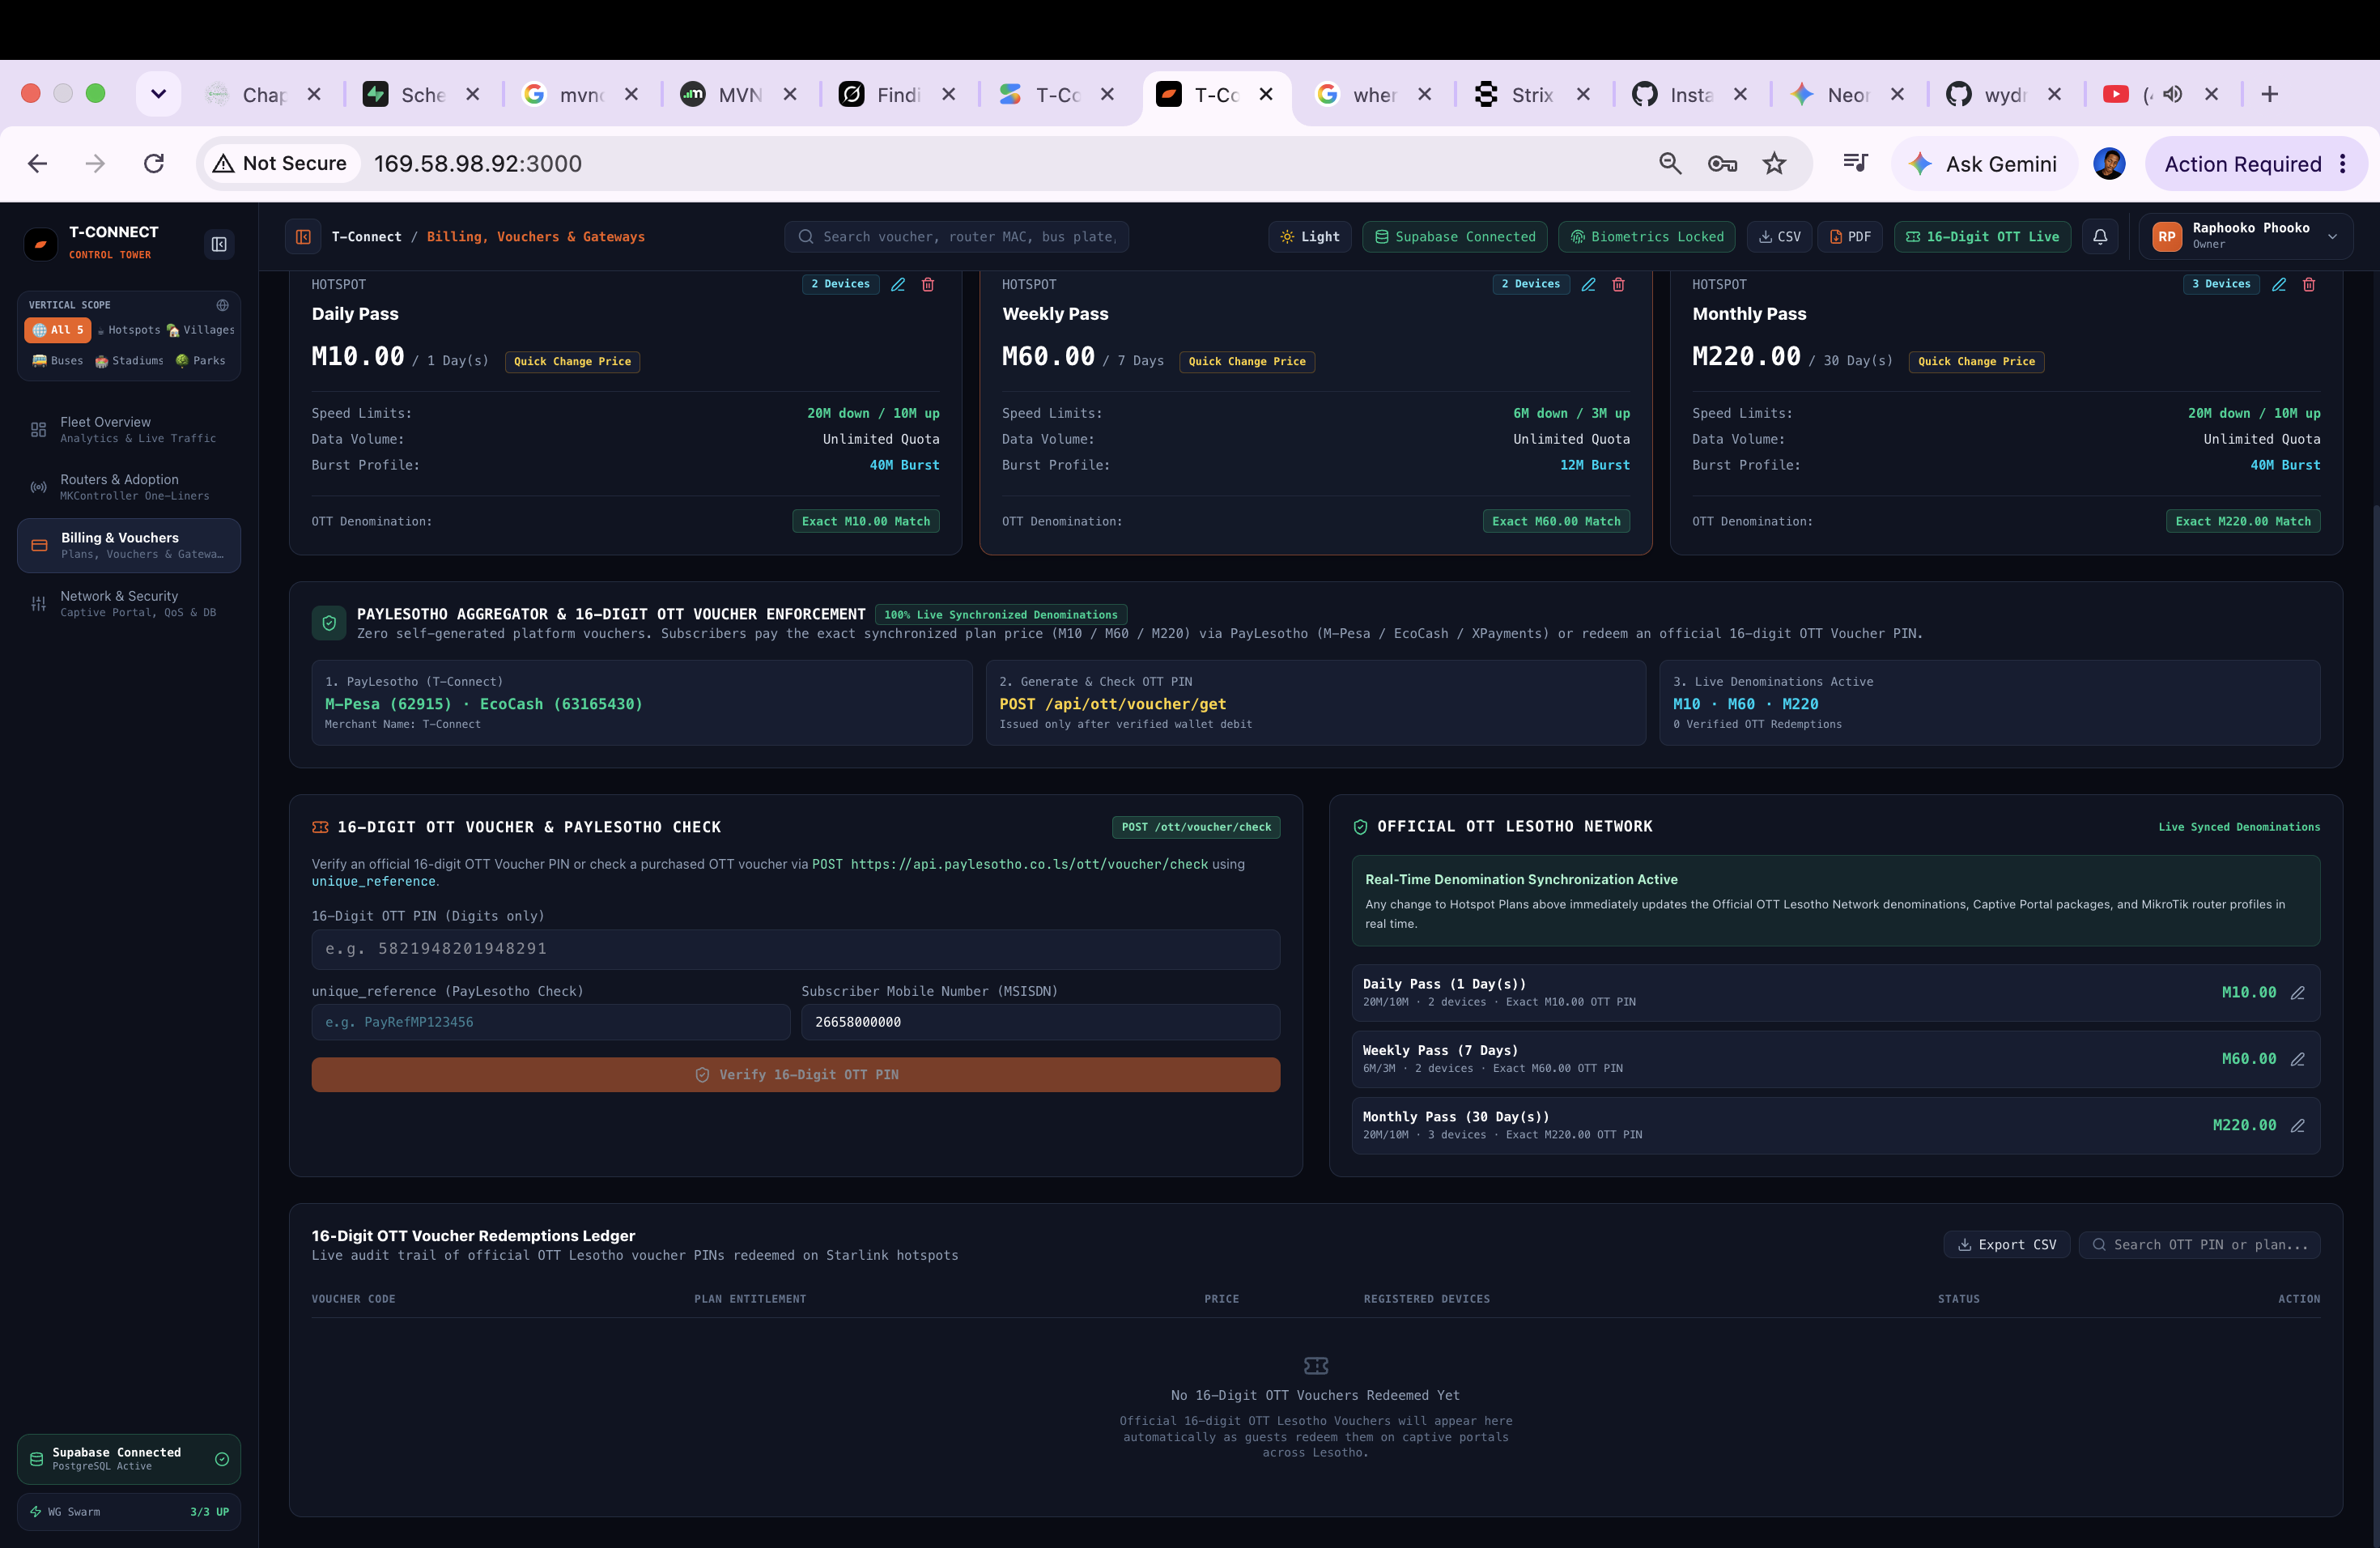 Chap
Sche
mvnc
MVN
Findi
T-Co
T-Co
wher
Strix
Insta
Neor
wydr
Not Secure
169.58.98.92:3000
Ask Gemini
Action Required
T-CONNECT
CONTROL TOWER
T-Connect / Billing, Vouchers & Gateways
Search voucher, router MAC, bus plate,
Light
Supabase Connected
Biometrics Locked
CSV
PDF
16-Digit OTT Live
RP
Raphooko Phooko
Owner
VERTICAL SCOPE
All 5
Hotspots
Villages
Buses
Stadiums
Parks
Fleet Overview
Analytics & Live Traffic
Routers & Adoption
MKController One-Liners
Billing & Vouchers
Plans, Vouchers & Gatewa…
Network & Security
Captive Portal, QoS & DB
Supabase Connected
PostgreSQL Active
WG Swarm
3/3 UP
HOTSPOT
2 Devices
Daily Pass
M10.00 / 1 Day(s)
Quick Change Price
Speed Limits:
20M down / 10M up
Data Volume:
Unlimited Quota
Burst Profile:
40M Burst
OTT Denomination:
Exact M10.00 Match
HOTSPOT
2 Devices
Weekly Pass
M60.00 / 7 Days
Quick Change Price
Speed Limits:
6M down / 3M up
Data Volume:
Unlimited Quota
Burst Profile:
12M Burst
OTT Denomination:
Exact M60.00 Match
HOTSPOT
3 Devices
Monthly Pass
M220.00 / 30 Day(s)
Quick Change Price
Speed Limits:
20M down / 10M up
Data Volume:
Unlimited Quota
Burst Profile:
40M Burst
OTT Denomination:
Exact M220.00 Match
PAYLESOTHO AGGREGATOR & 16-DIGIT OTT VOUCHER ENFORCEMENT
100% Live Synchronized Denominations
Zero self-generated platform vouchers. Subscribers pay the exact synchronized plan price (M10 / M60 / M220) via PayLesotho (M-Pesa / EcoCash / XPayments) or redeem an official 16-digit OTT Voucher PIN.
1. PayLesotho (T-Connect)
M-Pesa (62915) · EcoCash (63165430)
Merchant Name: T-Connect
2. Generate & Check OTT PIN
POST /api/ott/voucher/get
Issued only after verified wallet debit
3. Live Denominations Active
M10 · M60 · M220
0 Verified OTT Redemptions
16-DIGIT OTT VOUCHER & PAYLESOTHO CHECK
POST /ott/voucher/check
Verify an official 16-digit OTT Voucher PIN or check a purchased OTT voucher via POST https://api.paylesotho.co.ls/ott/voucher/check using
unique_reference.
16-Digit OTT PIN (Digits only)
e.g. 5821948201948291
unique_reference (PayLesotho Check)
Subscriber Mobile Number (MSISDN)
e.g. PayRefMP123456
26658000000
Verify 16-Digit OTT PIN
OFFICIAL OTT LESOTHO NETWORK
Live Synced Denominations
Real-Time Denomination Synchronization Active
Any change to Hotspot Plans above immediately updates the Official OTT Lesotho Network denominations, Captive Portal packages, and MikroTik router profiles in
real time.
Daily Pass (1 Day(s))
20M/10M · 2 devices · Exact M10.00 OTT PIN
M10.00
Weekly Pass (7 Days)
6M/3M · 2 devices · Exact M60.00 OTT PIN
M60.00
Monthly Pass (30 Day(s))
20M/10M · 3 devices · Exact M220.00 OTT PIN
M220.00
16-Digit OTT Voucher Redemptions Ledger
Live audit trail of official OTT Lesotho voucher PINs redeemed on Starlink hotspots
Export CSV
Search OTT PIN or plan...
VOUCHER CODE
PLAN ENTITLEMENT
PRICE
REGISTERED DEVICES
STATUS
ACTION
No 16-Digit OTT Vouchers Redeemed Yet
Official 16-digit OTT Lesotho Vouchers will appear here
automatically as guests redeem them on captive portals
across Lesotho.